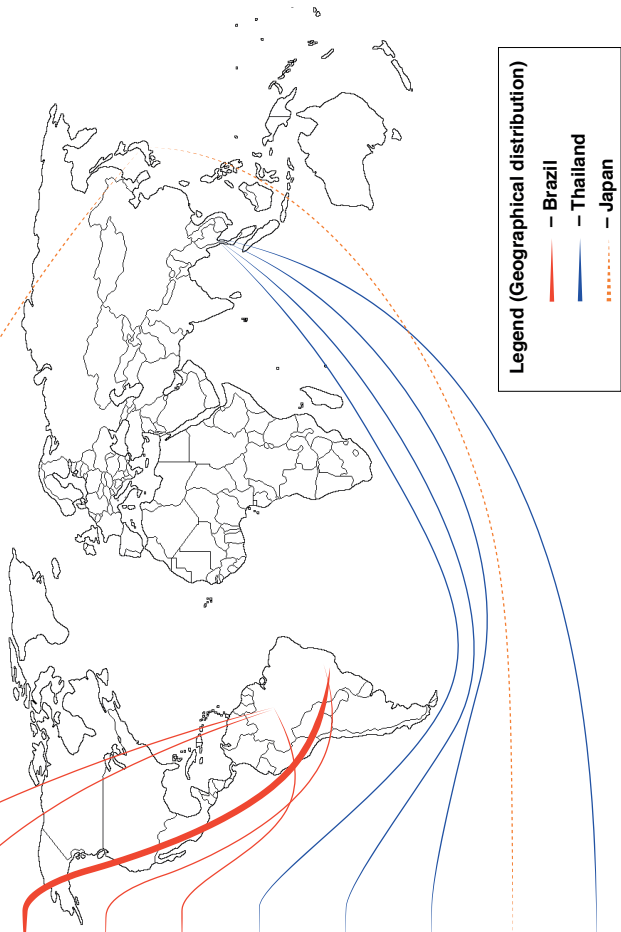 Legend (Geographical distribution)
– Brazil
– Thailand
– Japan